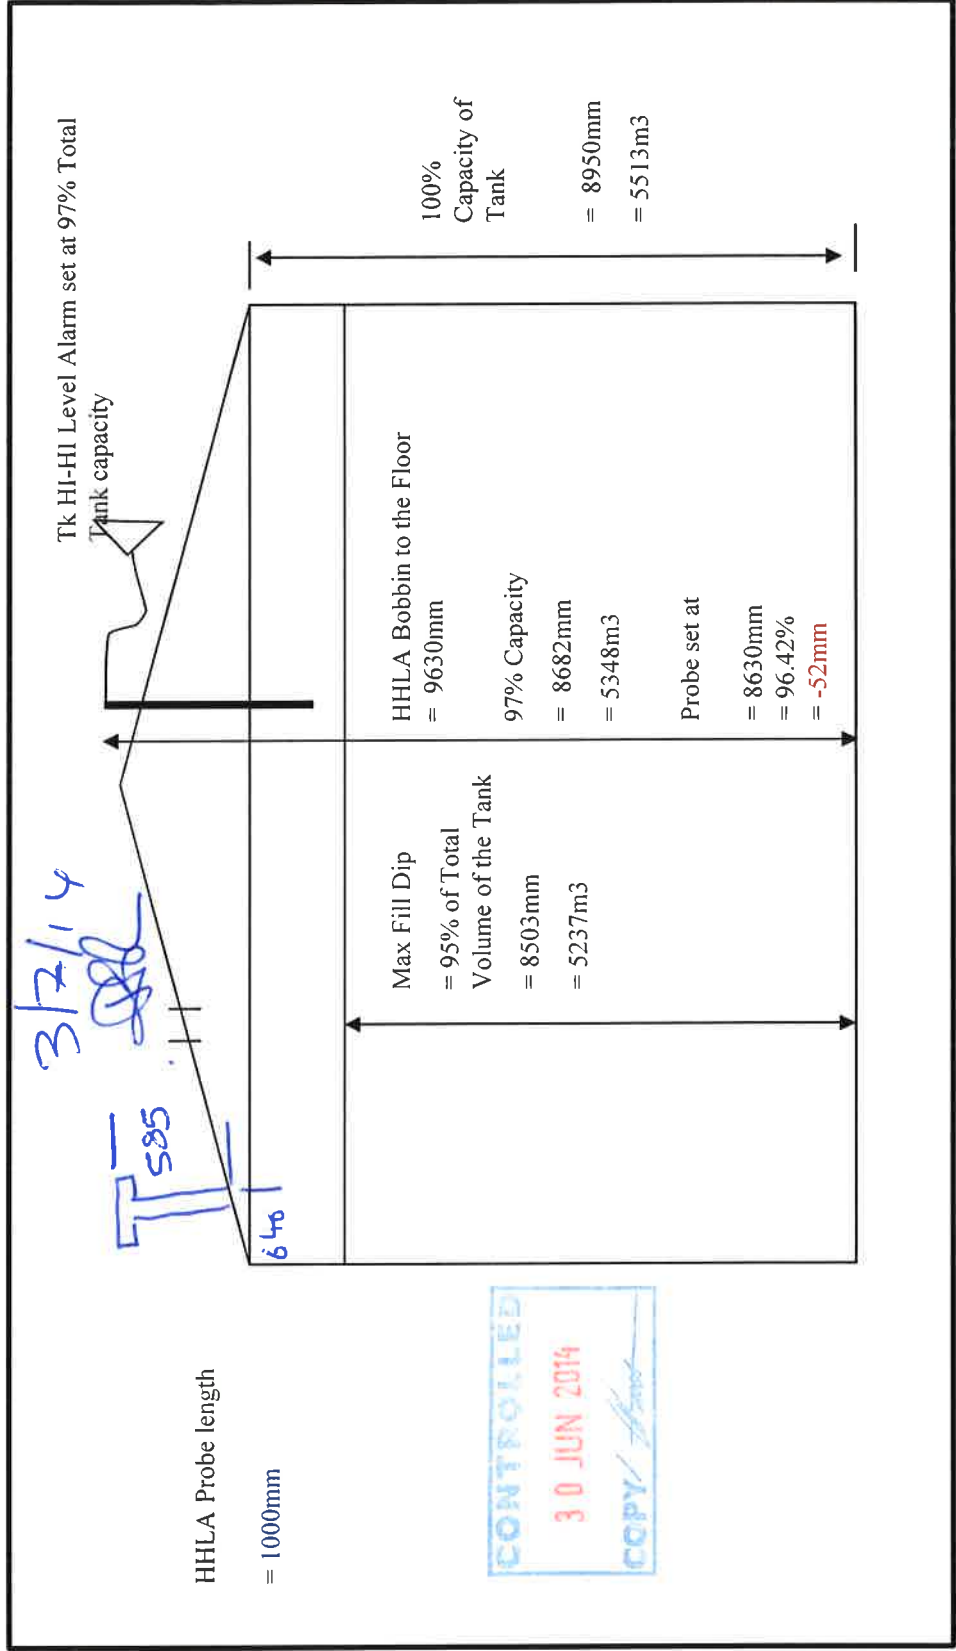 Tk HI-HI Level Alarm set at 97% Total
Tank capacity
3/7/14
585
640
HHLA Probe length
= 1000mm
100%
Capacity of
Tank
= 8950mm
= 5513m3
HHLA Bobbin to the Floor
= 9630mm
97% Capacity
= 8682mm
= 5348m3
Probe set at
= 8630mm
= 96.42%
= -52mm
Max Fill Dip
= 95% of Total
Volume of the Tank
= 8503mm
= 5237m3
CONTROLLED
30 JUN 2014
COPY/